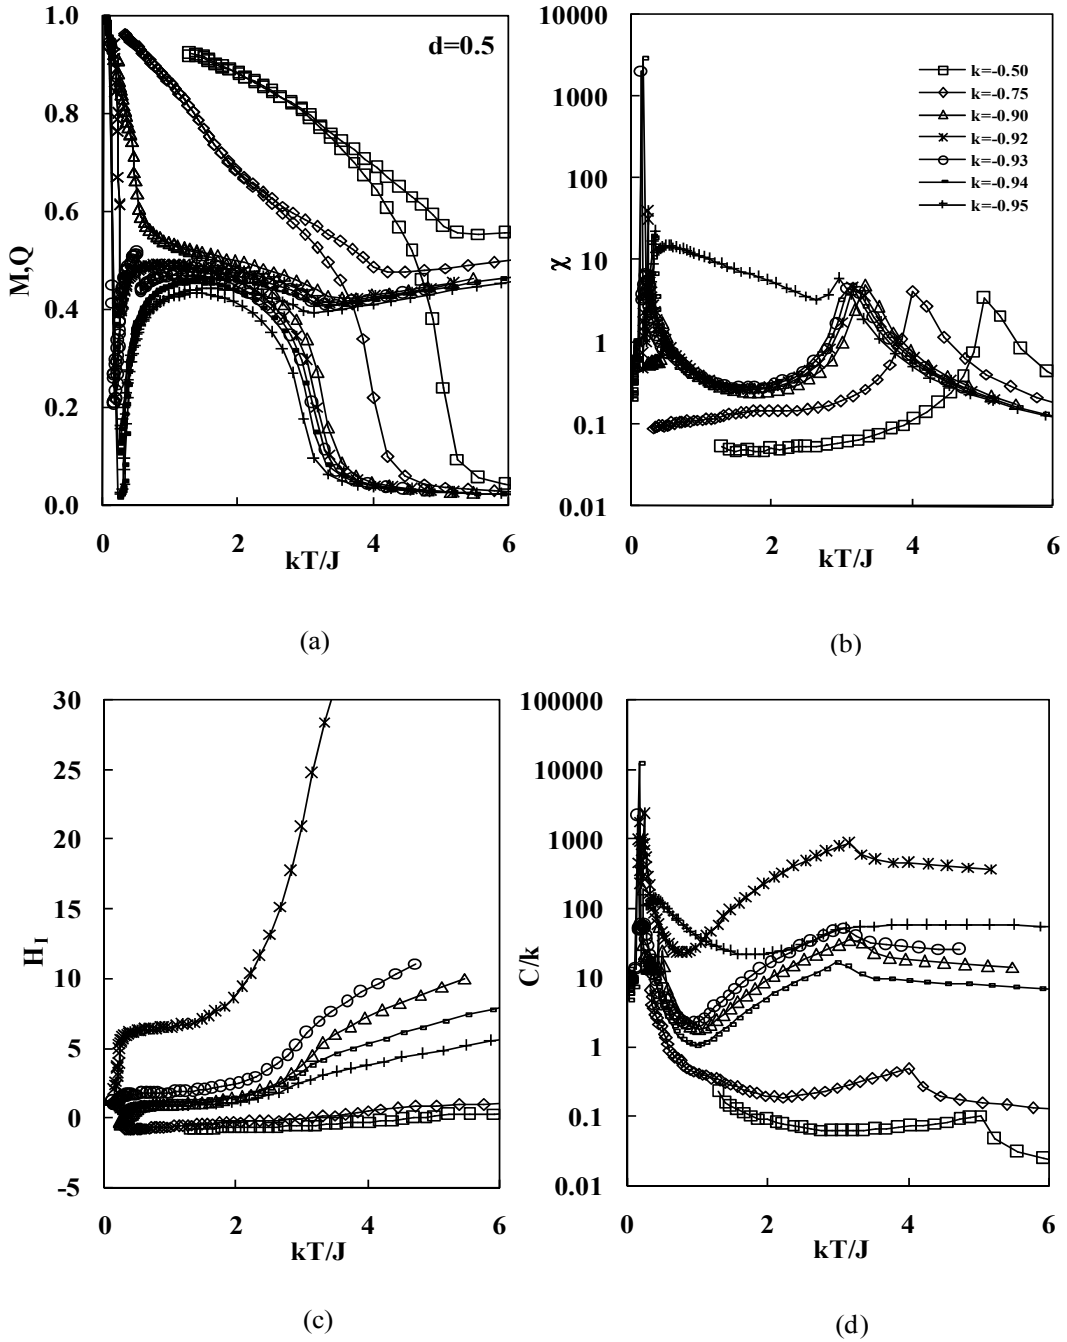 1.0
0.8
0.6
0.4
0.2
0.0
M,Q
d=0.5
0 2 4 6
kT/J
(a)
10000
1000
100
10
1
0.1
0.01
χ
k=-0.50
k=-0.75
k=-0.90
k=-0.92
k=-0.93
k=-0.94
k=-0.95
0 2 4 6
kT/J
(b)
30
25
20
15
10
5
0
-5
H_I
0 2 4 6
kT/J
(c)
100000
10000
1000
100
10
1
0.1
0.01
C/k
0 2 4 6
kT/J
(d)